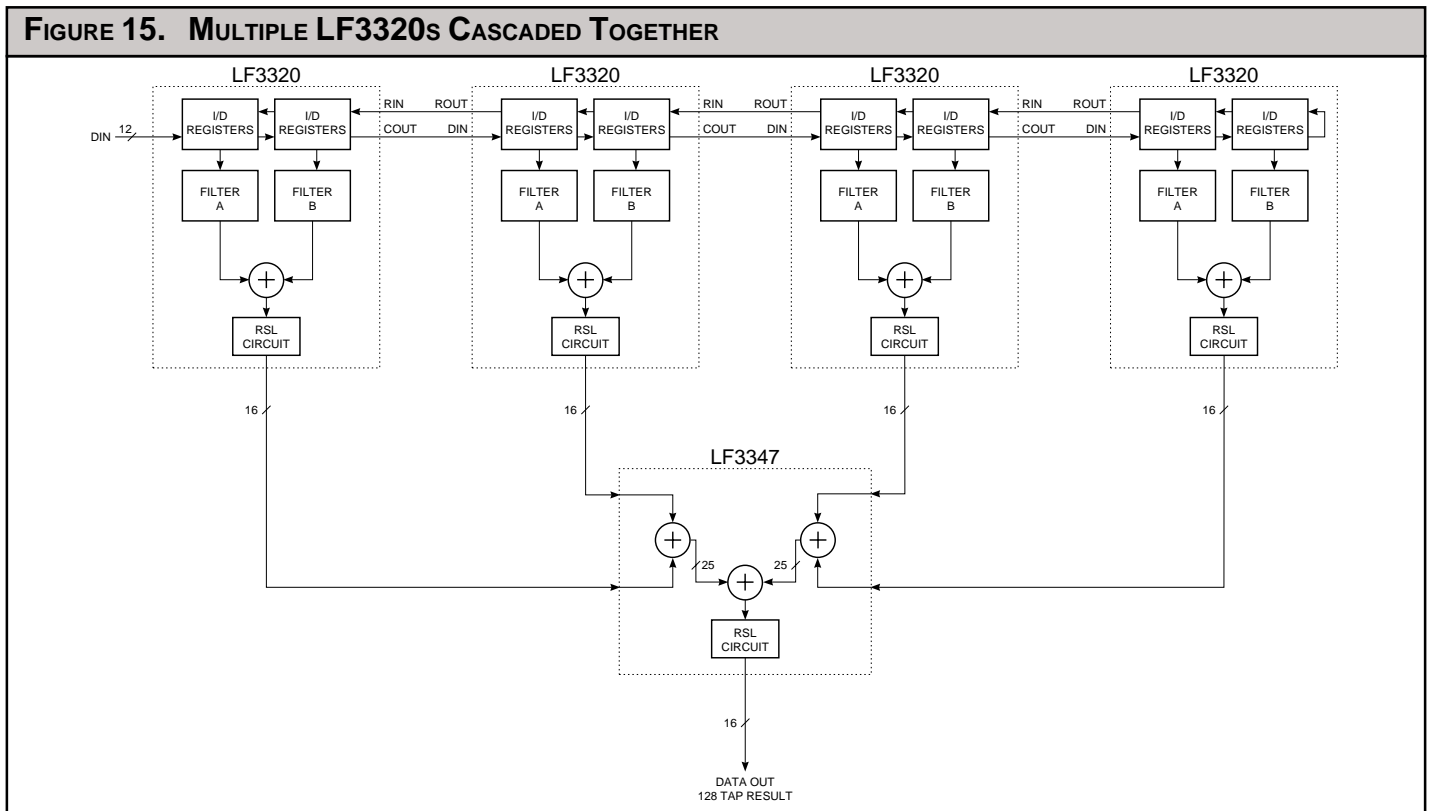 FIGURE 15. MULTIPLE LF3320S CASCADED TOGETHER
LF3320 LF3320 LF3320 LF3320
RIN ROUT RIN ROUT RIN ROUT
I/D REGISTERS I/D REGISTERS I/D REGISTERS I/D REGISTERS I/D REGISTERS I/D REGISTERS I/D REGISTERS I/D REGISTERS
DIN 12 COUT DIN COUT DIN COUT DIN
FILTER A FILTER B FILTER A FILTER B FILTER A FILTER B FILTER A FILTER B
+ + + +
RSL CIRCUIT RSL CIRCUIT RSL CIRCUIT RSL CIRCUIT
16 16 16 16
LF3347
+ +
25 25
+
RSL
CIRCUIT
16
DATA OUT
128 TAP RESULT